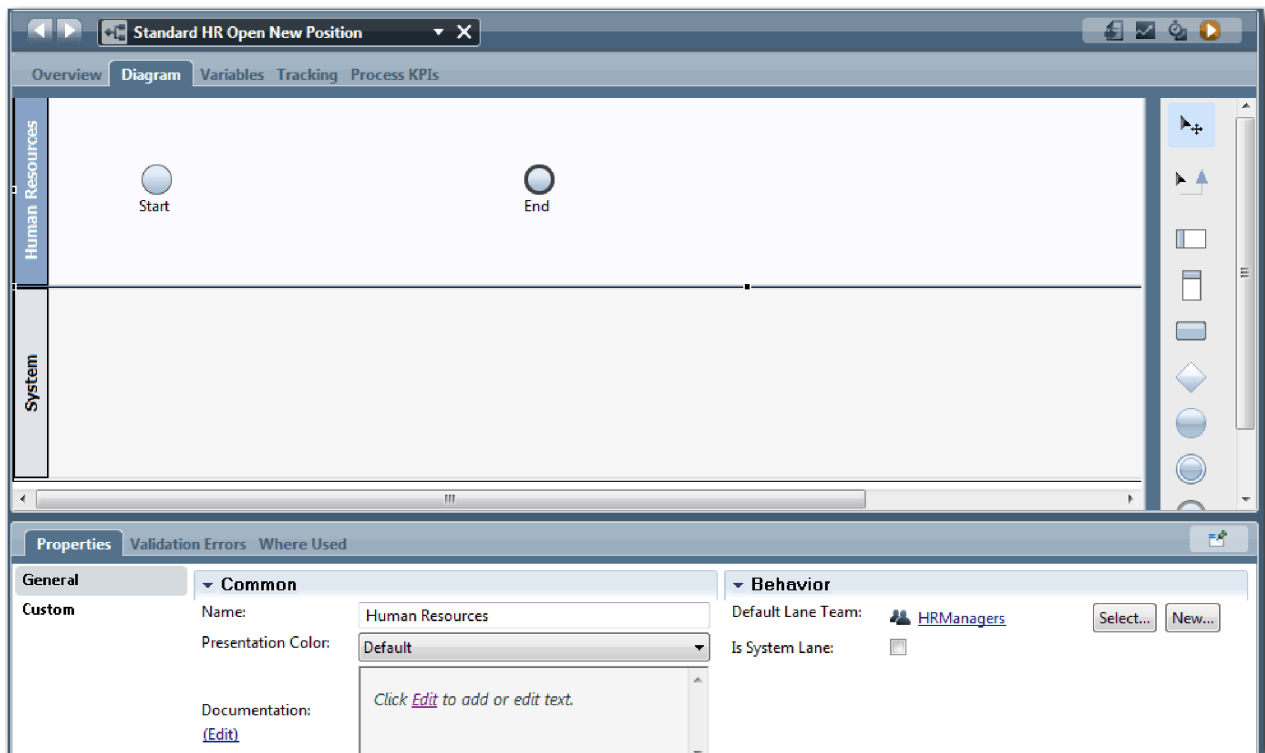 Standard HR Open New Position
Overview Diagram Variables Tracking Process KPIs
Human Resources
Start End
System
Properties Validation Errors Where Used
General
Custom
Common
Name: Human Resources
Presentation Color: Default
Click Edit to add or edit text.
Documentation:
(Edit)
Behavior
Default Lane Team: HRManagers Select... New...
Is System Lane: